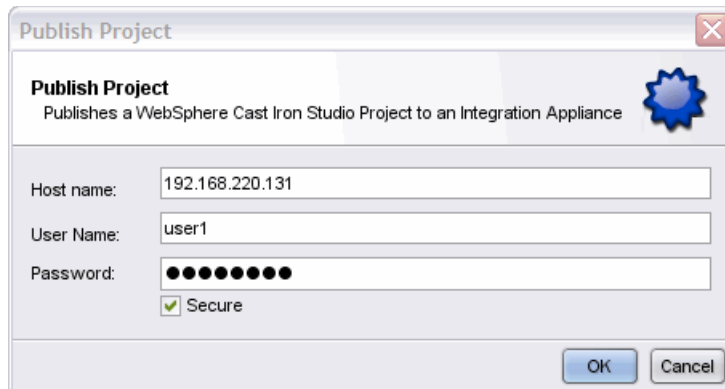 Publish Project
Publish Project
Publishes a WebSphere Cast Iron Studio Project to an Integration Appliance
Host name: 192.168.220.131
User Name: user1
Password: ●●●●●●●●
Secure
OK Cancel